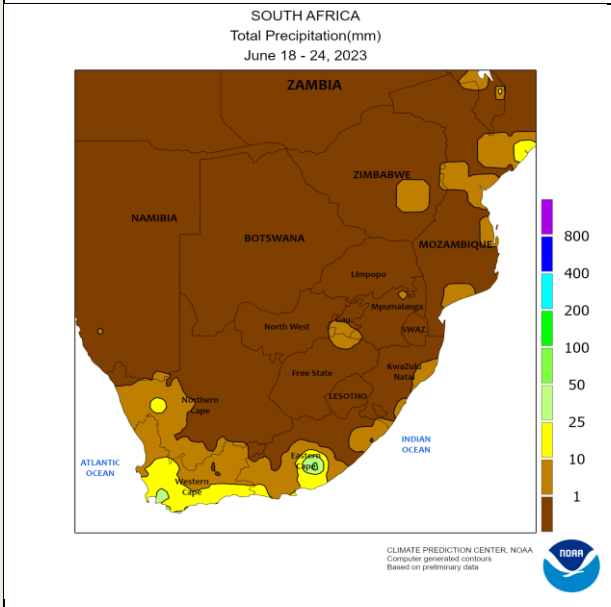 SOUTH AFRICA
Total Precipitation(mm)
June 18 - 24, 2023
ZAMBIA
ZIMBABWE
NAMIBIA
BOTSWANA
MOZAMBIQUE
Limpopo
Mpumalanga
Gau
North West
SWAZ.
Free State
KwaZulu
Natal
LESOTHO
Northern
Cape
Eastern
Cape
Western
Cape
ATLANTIC
OCEAN
INDIAN
OCEAN
800
400
200
100
50
25
10
1
CLIMATE PREDICTION CENTER, NOAA
Computer generated contours
Based on preliminary data
NOAA